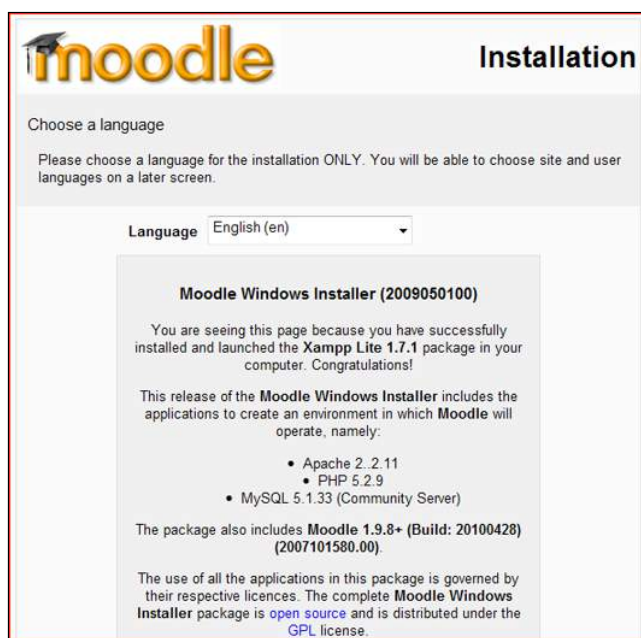 moodle
Installation
Choose a language
Please choose a language for the installation ONLY. You will be able to choose site and user
languages on a later screen.
Language English (en)
Moodle Windows Installer (2009050100)
You are seeing this page because you have successfully
installed and launched the Xampp Lite 1.7.1 package in your
computer. Congratulations!
This release of the Moodle Windows Installer includes the
applications to create an environment in which Moodle will
operate, namely:
• Apache 2..2.11
• PHP 5.2.9
• MySQL 5.1.33 (Community Server)
The package also includes Moodle 1.9.8+ (Build: 20100428)
(2007101580.00).
The use of all the applications in this package is governed by
their respective licences. The complete Moodle Windows
Installer package is open source and is distributed under the
GPL license.